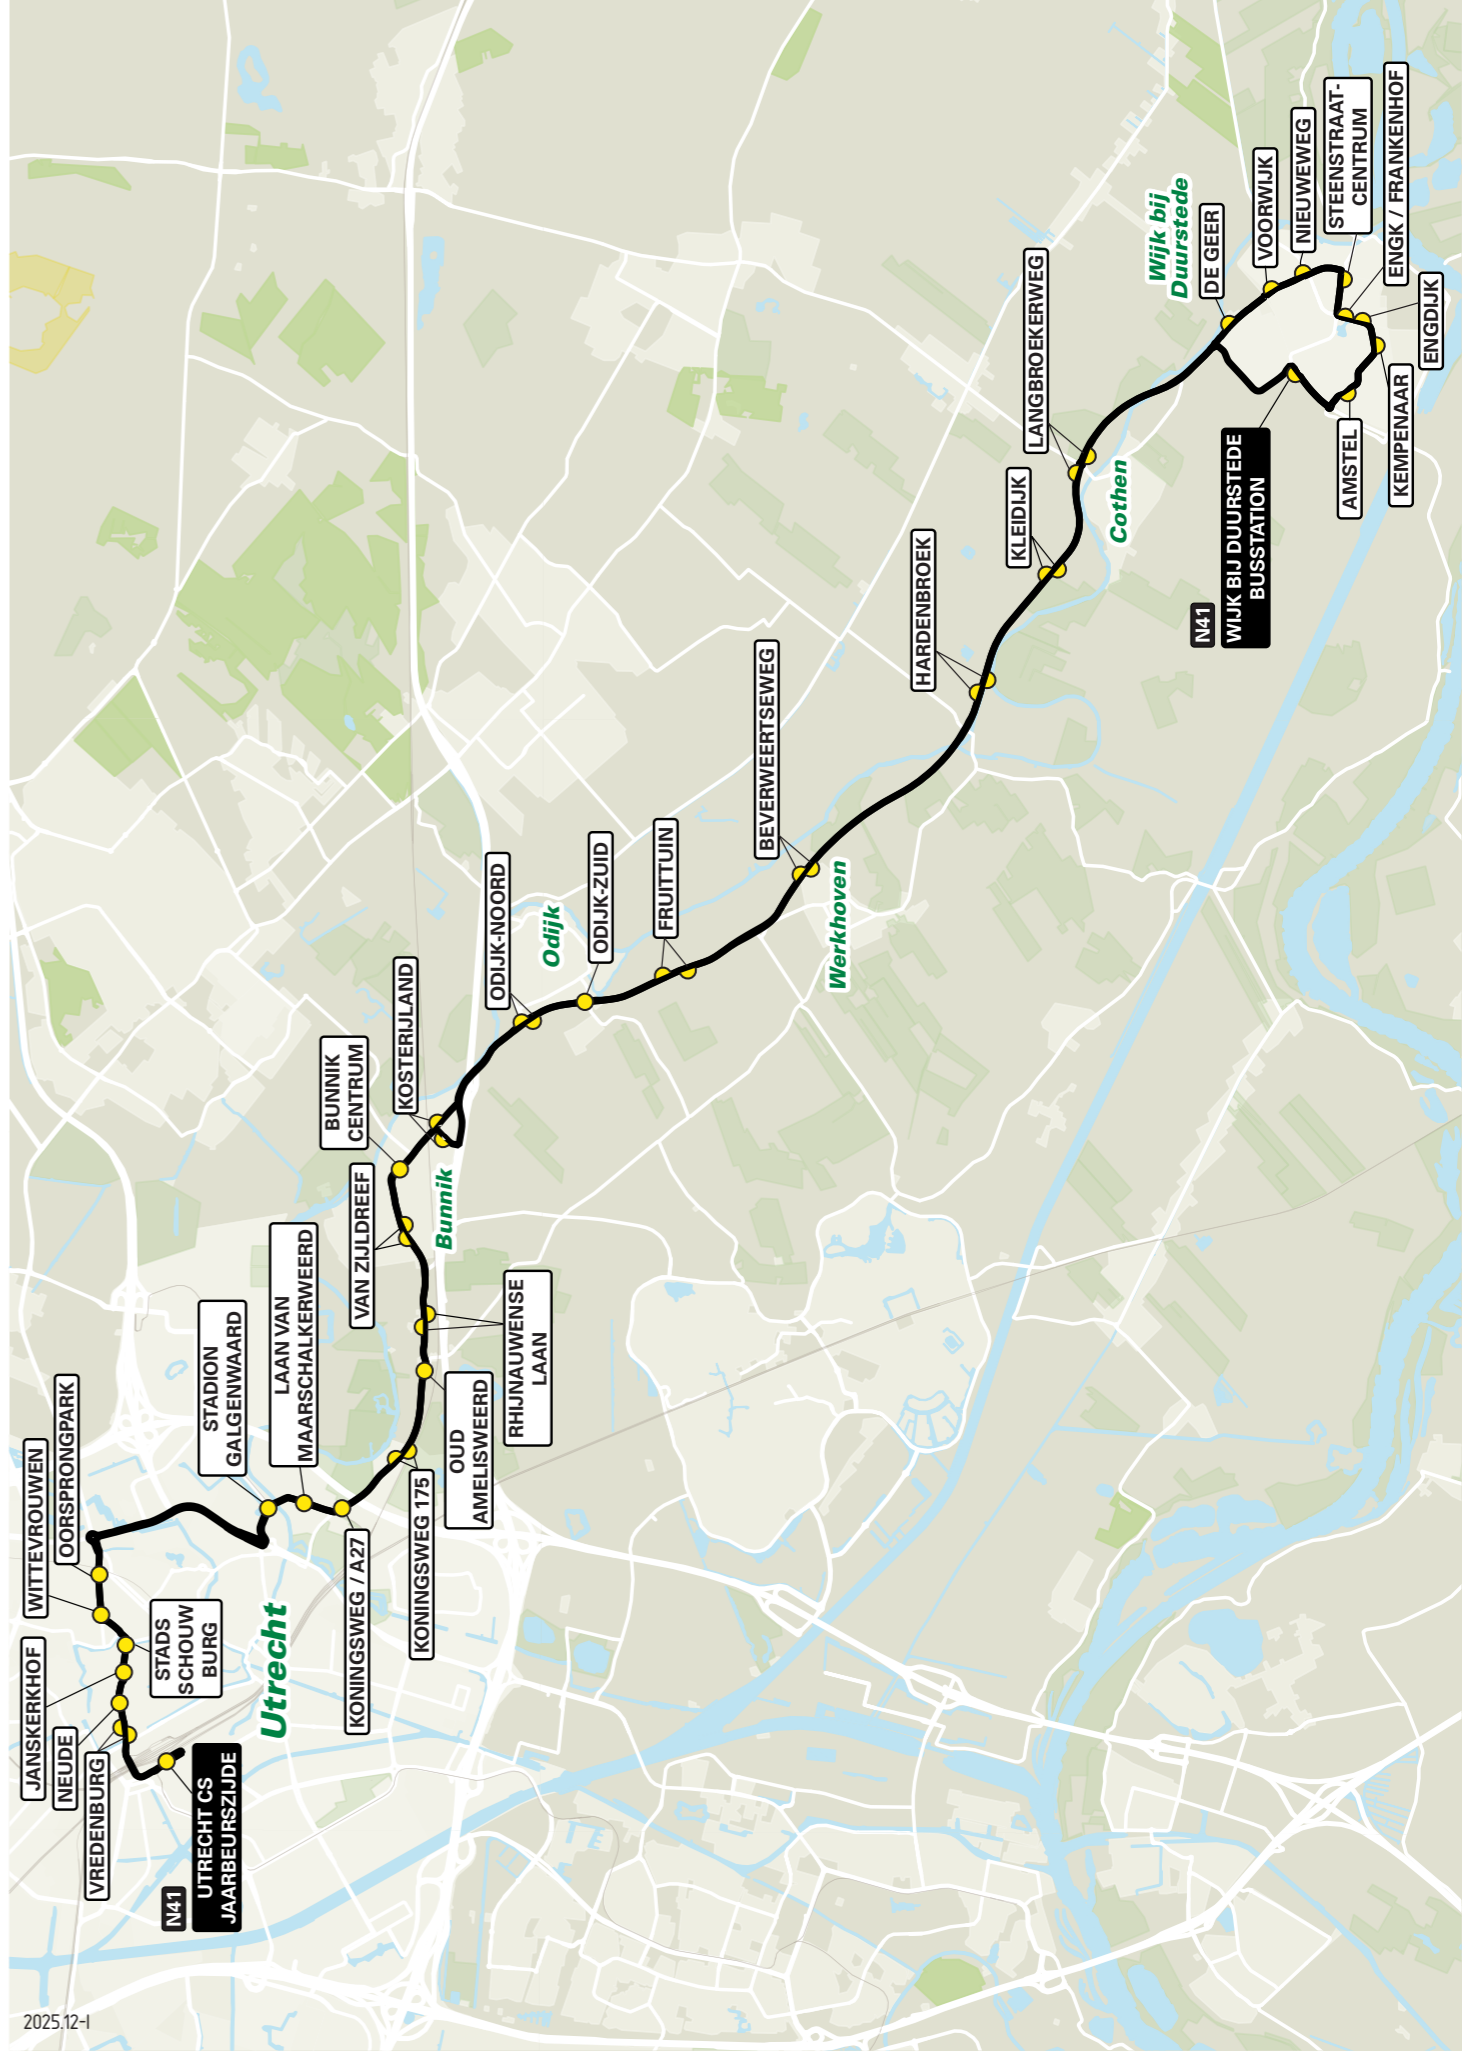 N41
UTRECHT CS
JAARBEURSZIJDE
VREDENBURG
NEUDE
JANSKERKHOF
STADS
SCHOUW
BURG
WITTEVROUWEN
OORSPRONGPARK
Utrecht
STADION
GALGENWAARD
LAAN VAN
MAARSCHALKERWEERD
KONINGSWEG / A27
KONINGSWEG 175
OUD
AMELISWEERD
RHIJNAUWENSE
LAAN
VAN ZIJLDREEF
Bunnik
BUNNIK
CENTRUM
KOSTERIJLAND
ODIJK-NOORD
Odijk
ODIJK-ZUID
FRUITTUIN
Werkhoven
BEVERWEERTSEWEG
HARDENBROEK
KLEIDIJK
Cothen
LANGBROEKERWEG
Wijk bij
Duurstede
DE GEER
VOORWIJK
NIEUWEWEG
STEENSTRAAT-
CENTRUM
ENGK / FRANKENHOF
ENGDIJK
KEMPENAAR
AMSTEL
N41
WIJK BIJ DUURSTEDE
BUSSTATION
2025.12-I